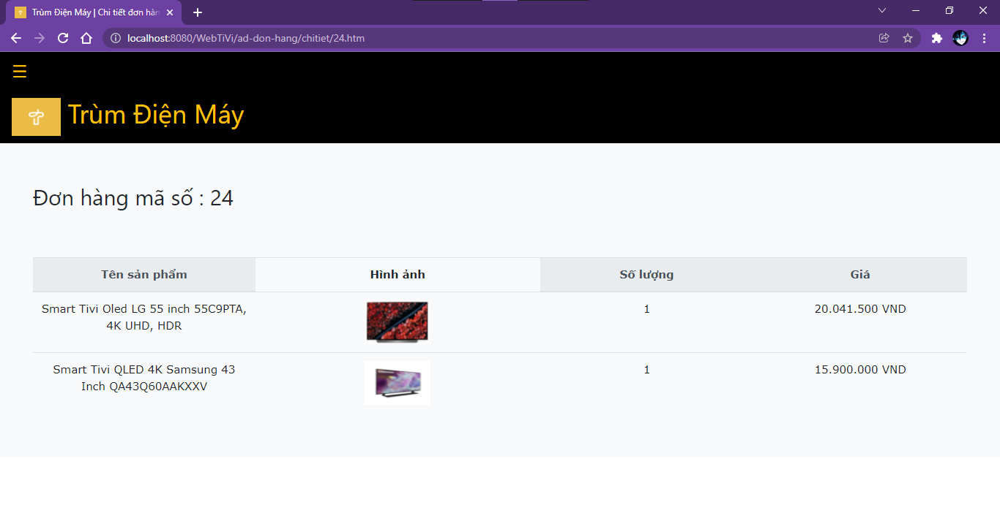 Trùm Điện Máy | Chi tiết đơn hàn
localhost:8080/WebTiVi/ad-don-hang/chitiet/24.htm
Trùm Điện Máy
Đơn hàng mã số : 24
Tên sản phẩm Hình ảnh Số lượng Giá
Smart Tivi Oled LG 55 inch 55C9PTA, 1 20.041.500 VND
4K UHD, HDR
Smart Tivi QLED 4K Samsung 43 1 15.900.000 VND
Inch QA43Q60AAKXXV